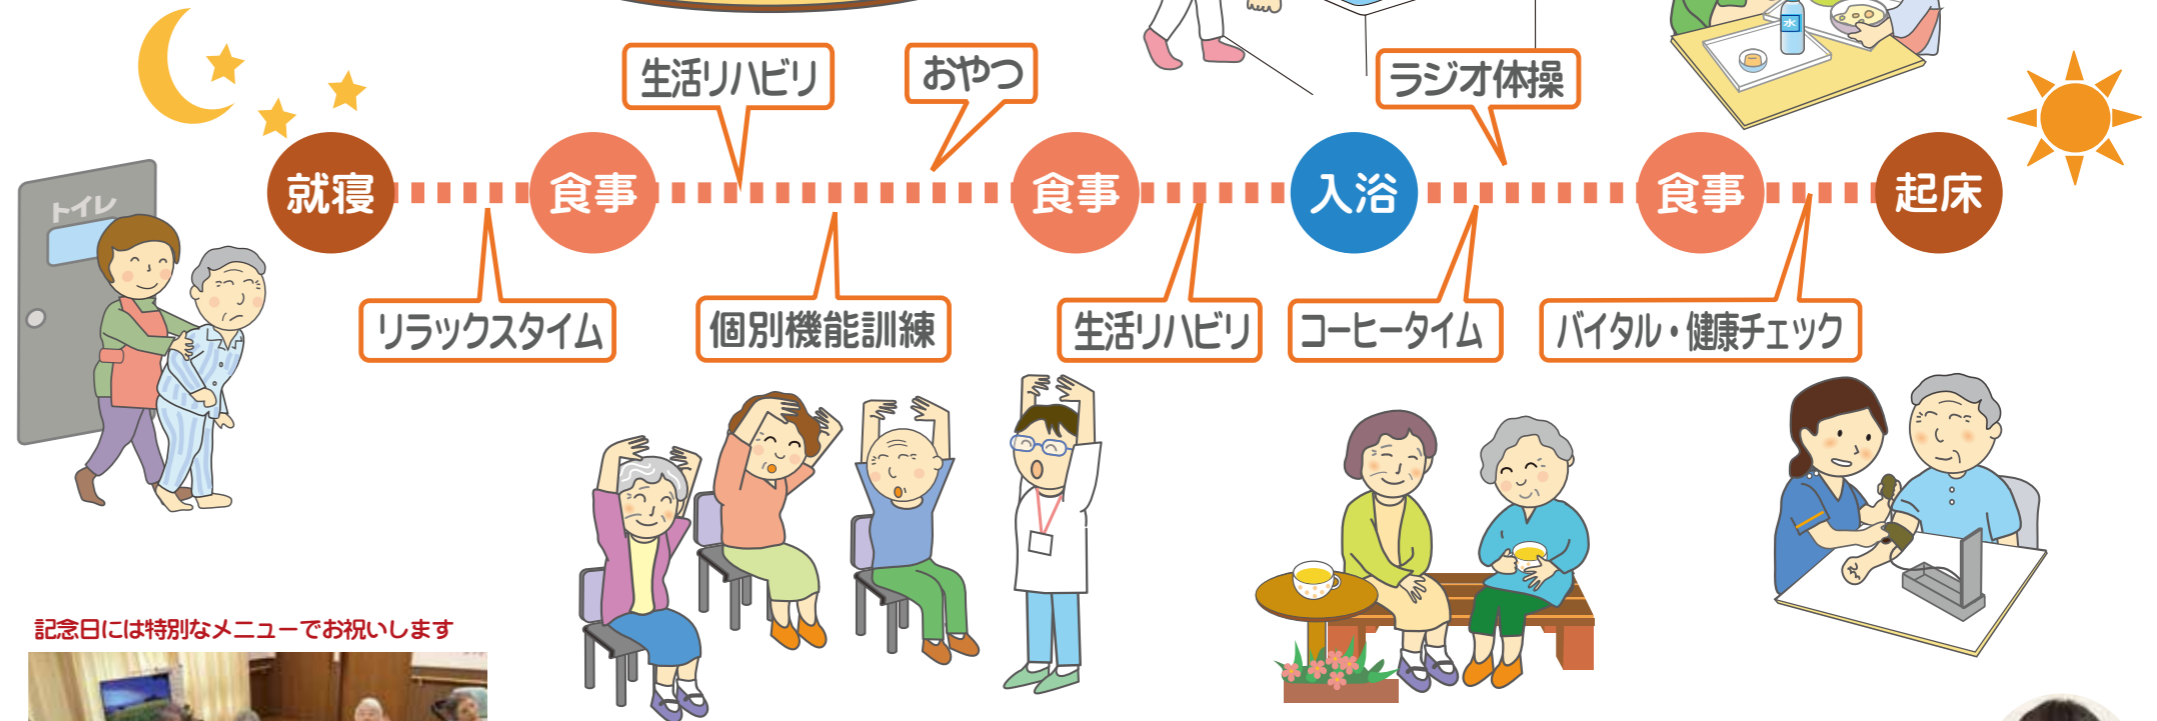 生活リハビリ
おやつ
ラジオ体操
水
就寝
食事
食事
入浴
食事
起床
トイレ
リラックスタイム
個別機能訓練
生活リハビリ
コーヒータイム
バイタル・健康チェック
記念日には特別なメニューでお祝いします